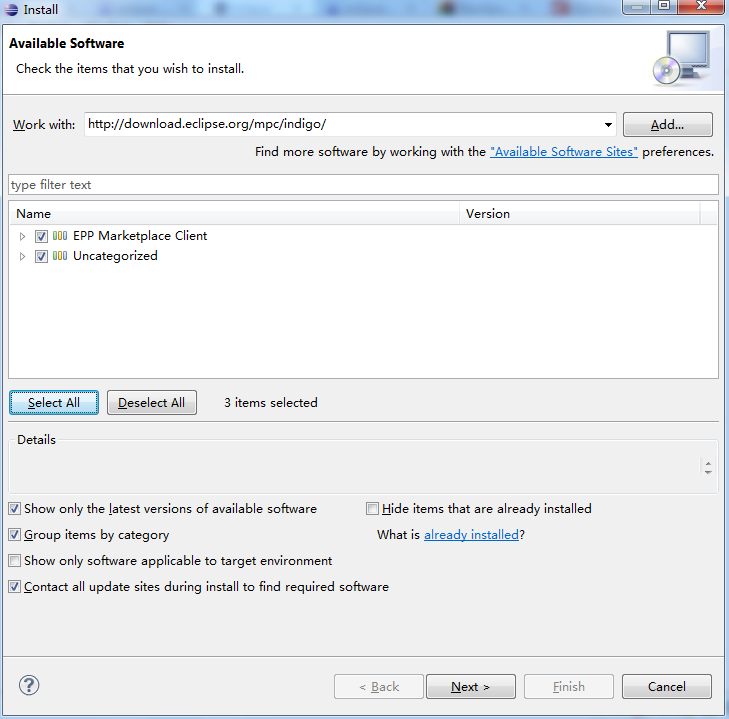 Install
Available Software
Check the items that you wish to install.
Work with: http://download.eclipse.org/mpc/indigo/ Add...
Find more software by working with the "Available Software Sites" preferences.
type filter text
Name Version
EPP Marketplace Client
Uncategorized
Select All Deselect All 3 items selected
Details
Show only the latest versions of available software Hide items that are already installed
Group items by category What is already installed?
Show only software applicable to target environment
Contact all update sites during install to find required software
? < Back Next > Finish Cancel